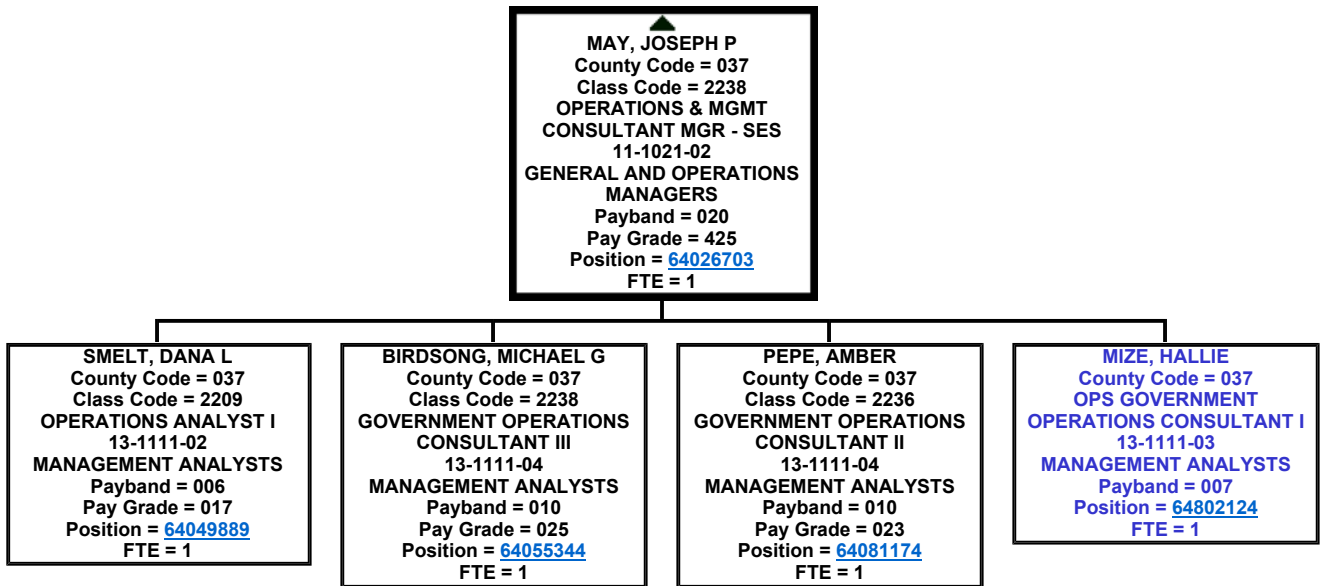 MAY, JOSEPH P
County Code = 037
Class Code = 2238
OPERATIONS & MGMT
CONSULTANT MGR - SES
11-1021-02
GENERAL AND OPERATIONS
MANAGERS
Payband = 020
Pay Grade = 425
Position = 64026703
FTE = 1
SMELT, DANA L
County Code = 037
Class Code = 2209
OPERATIONS ANALYST I
13-1111-02
MANAGEMENT ANALYSTS
Payband = 006
Pay Grade = 017
Position = 64049889
FTE = 1
BIRDSONG, MICHAEL G
County Code = 037
Class Code = 2238
GOVERNMENT OPERATIONS
CONSULTANT III
13-1111-04
MANAGEMENT ANALYSTS
Payband = 010
Pay Grade = 025
Position = 64055344
FTE = 1
PEPE, AMBER
County Code = 037
Class Code = 2236
GOVERNMENT OPERATIONS
CONSULTANT II
13-1111-04
MANAGEMENT ANALYSTS
Payband = 010
Pay Grade = 023
Position = 64081174
FTE = 1
MIZE, HALLIE
County Code = 037
OPS GOVERNMENT
OPERATIONS CONSULTANT I
13-1111-03
MANAGEMENT ANALYSTS
Payband = 007
Position = 64802124
FTE = 1